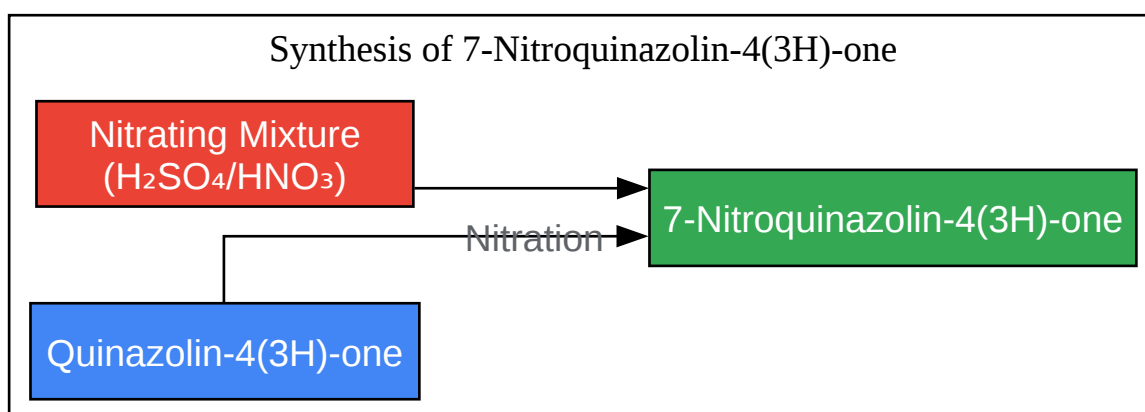 Synthesis of 7-Nitroquinazolin-4(3H)-one
Nitrating Mixture
(H₂SO₄/HNO₃)
7-Nitroquinazolin-4(3H)-one
Nitration
Quinazolin-4(3H)-one